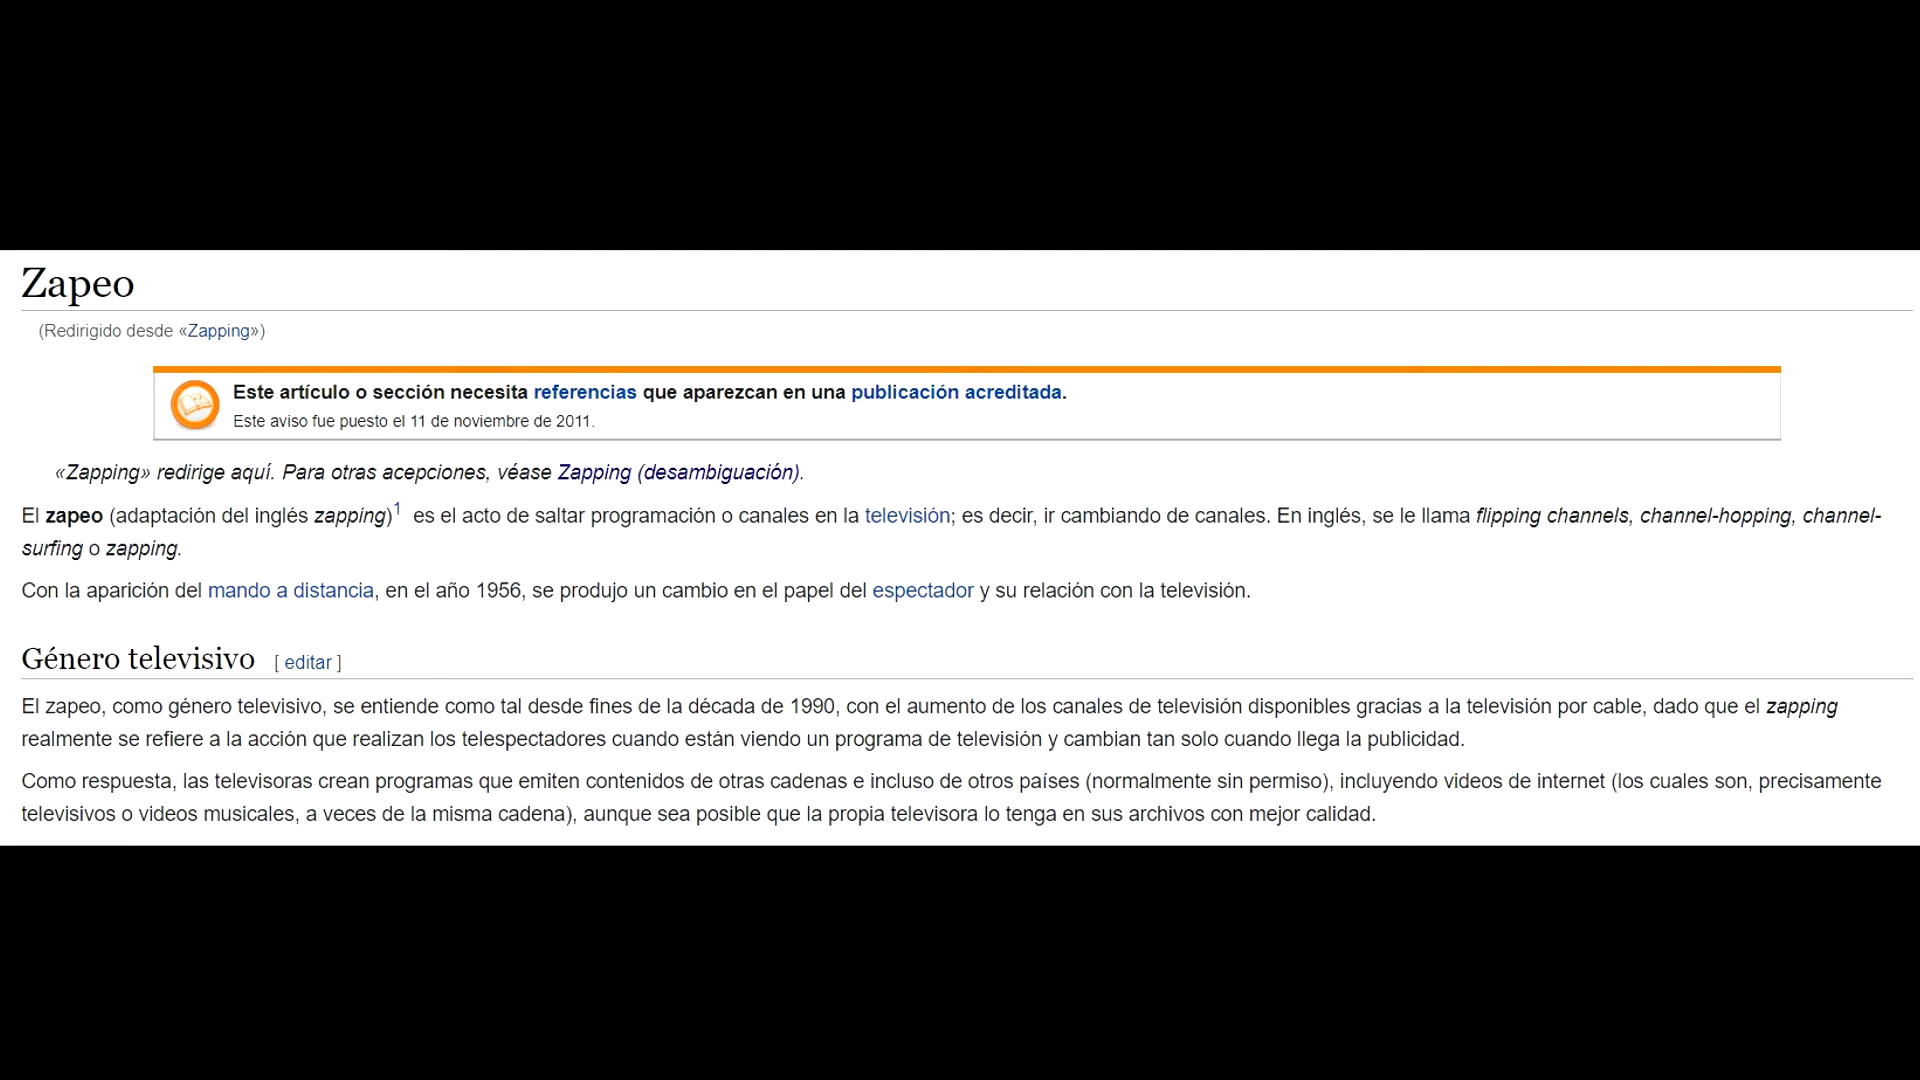 Zapeo
(Redirigido desde «Zapping»)
Este artículo o sección necesita referencias que aparezcan en una publicación acreditada.
Este aviso fue puesto el 11 de noviembre de 2011.
«Zapping» redirige aquí. Para otras acepciones, véase Zapping (desambiguación).
El zapeo (adaptación del inglés zapping)1 es el acto de saltar programación o canales en la televisión; es decir, ir cambiando de canales. En inglés, se le llama flipping channels, channel-hopping, channel-
surfing o zapping.
Con la aparición del mando a distancia, en el año 1956, se produjo un cambio en el papel del espectador y su relación con la televisión.
Género televisivo [ editar ]
El zapeo, como género televisivo, se entiende como tal desde fines de la década de 1990, con el aumento de los canales de televisión disponibles gracias a la televisión por cable, dado que el zapping
realmente se refiere a la acción que realizan los telespectadores cuando están viendo un programa de televisión y cambian tan solo cuando llega la publicidad.
Como respuesta, las televisoras crean programas que emiten contenidos de otras cadenas e incluso de otros países (normalmente sin permiso), incluyendo videos de internet (los cuales son, precisamente
televisivos o videos musicales, a veces de la misma cadena), aunque sea posible que la propia televisora lo tenga en sus archivos con mejor calidad.